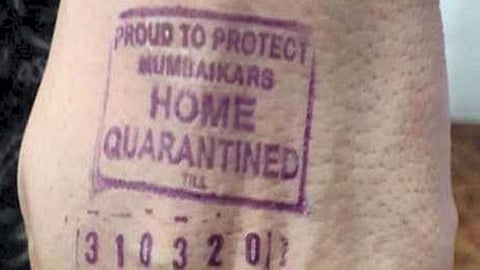 PROUD TO PROTECT
MUMBAIKARS
HOME
QUARANTINED
TILL
310320